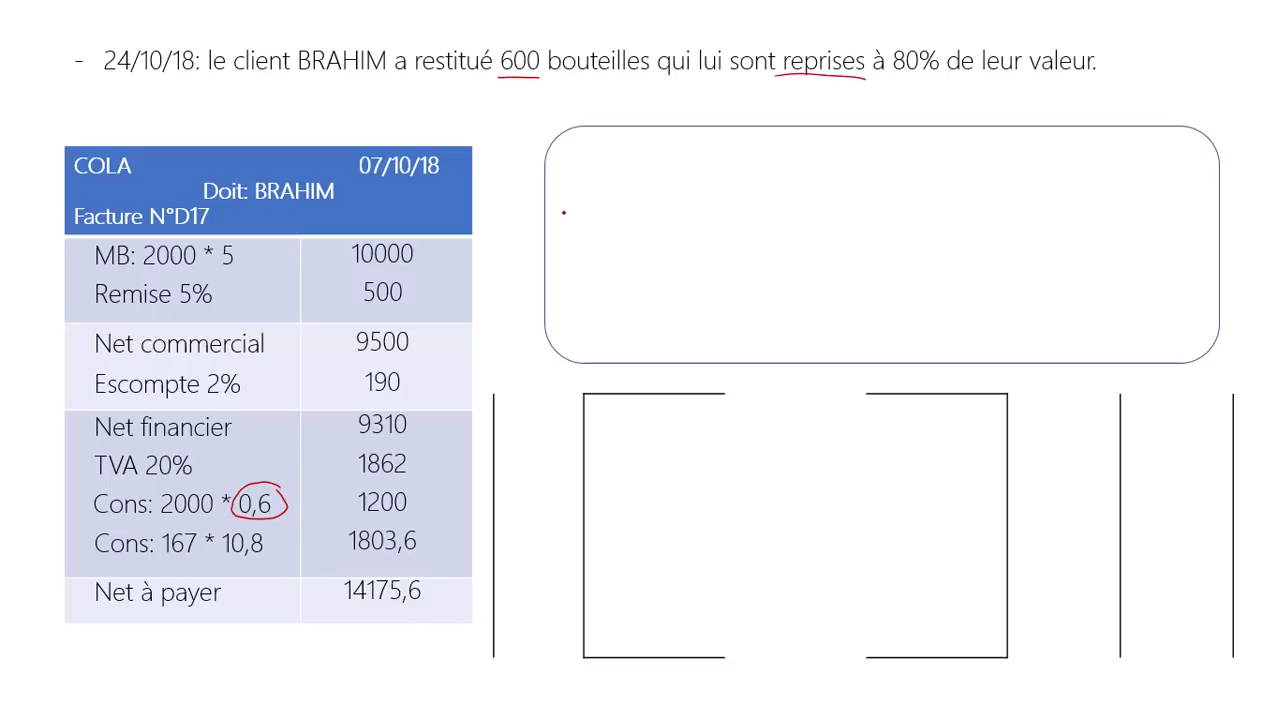 - 24/10/18: le client BRAHIM a restitué 600 bouteilles qui lui sont reprises à 80% de leur valeur.
COLA 07/10/18
Doit: BRAHIM
Facture N°D17
MB: 2000 * 5 10000
Remise 5% 500
Net commercial 9500
Escompte 2% 190
Net financier 9310
TVA 20% 1862
Cons: 2000 * 0,6 1200
Cons: 167 * 10,8 1803,6
Net à payer 14175,6